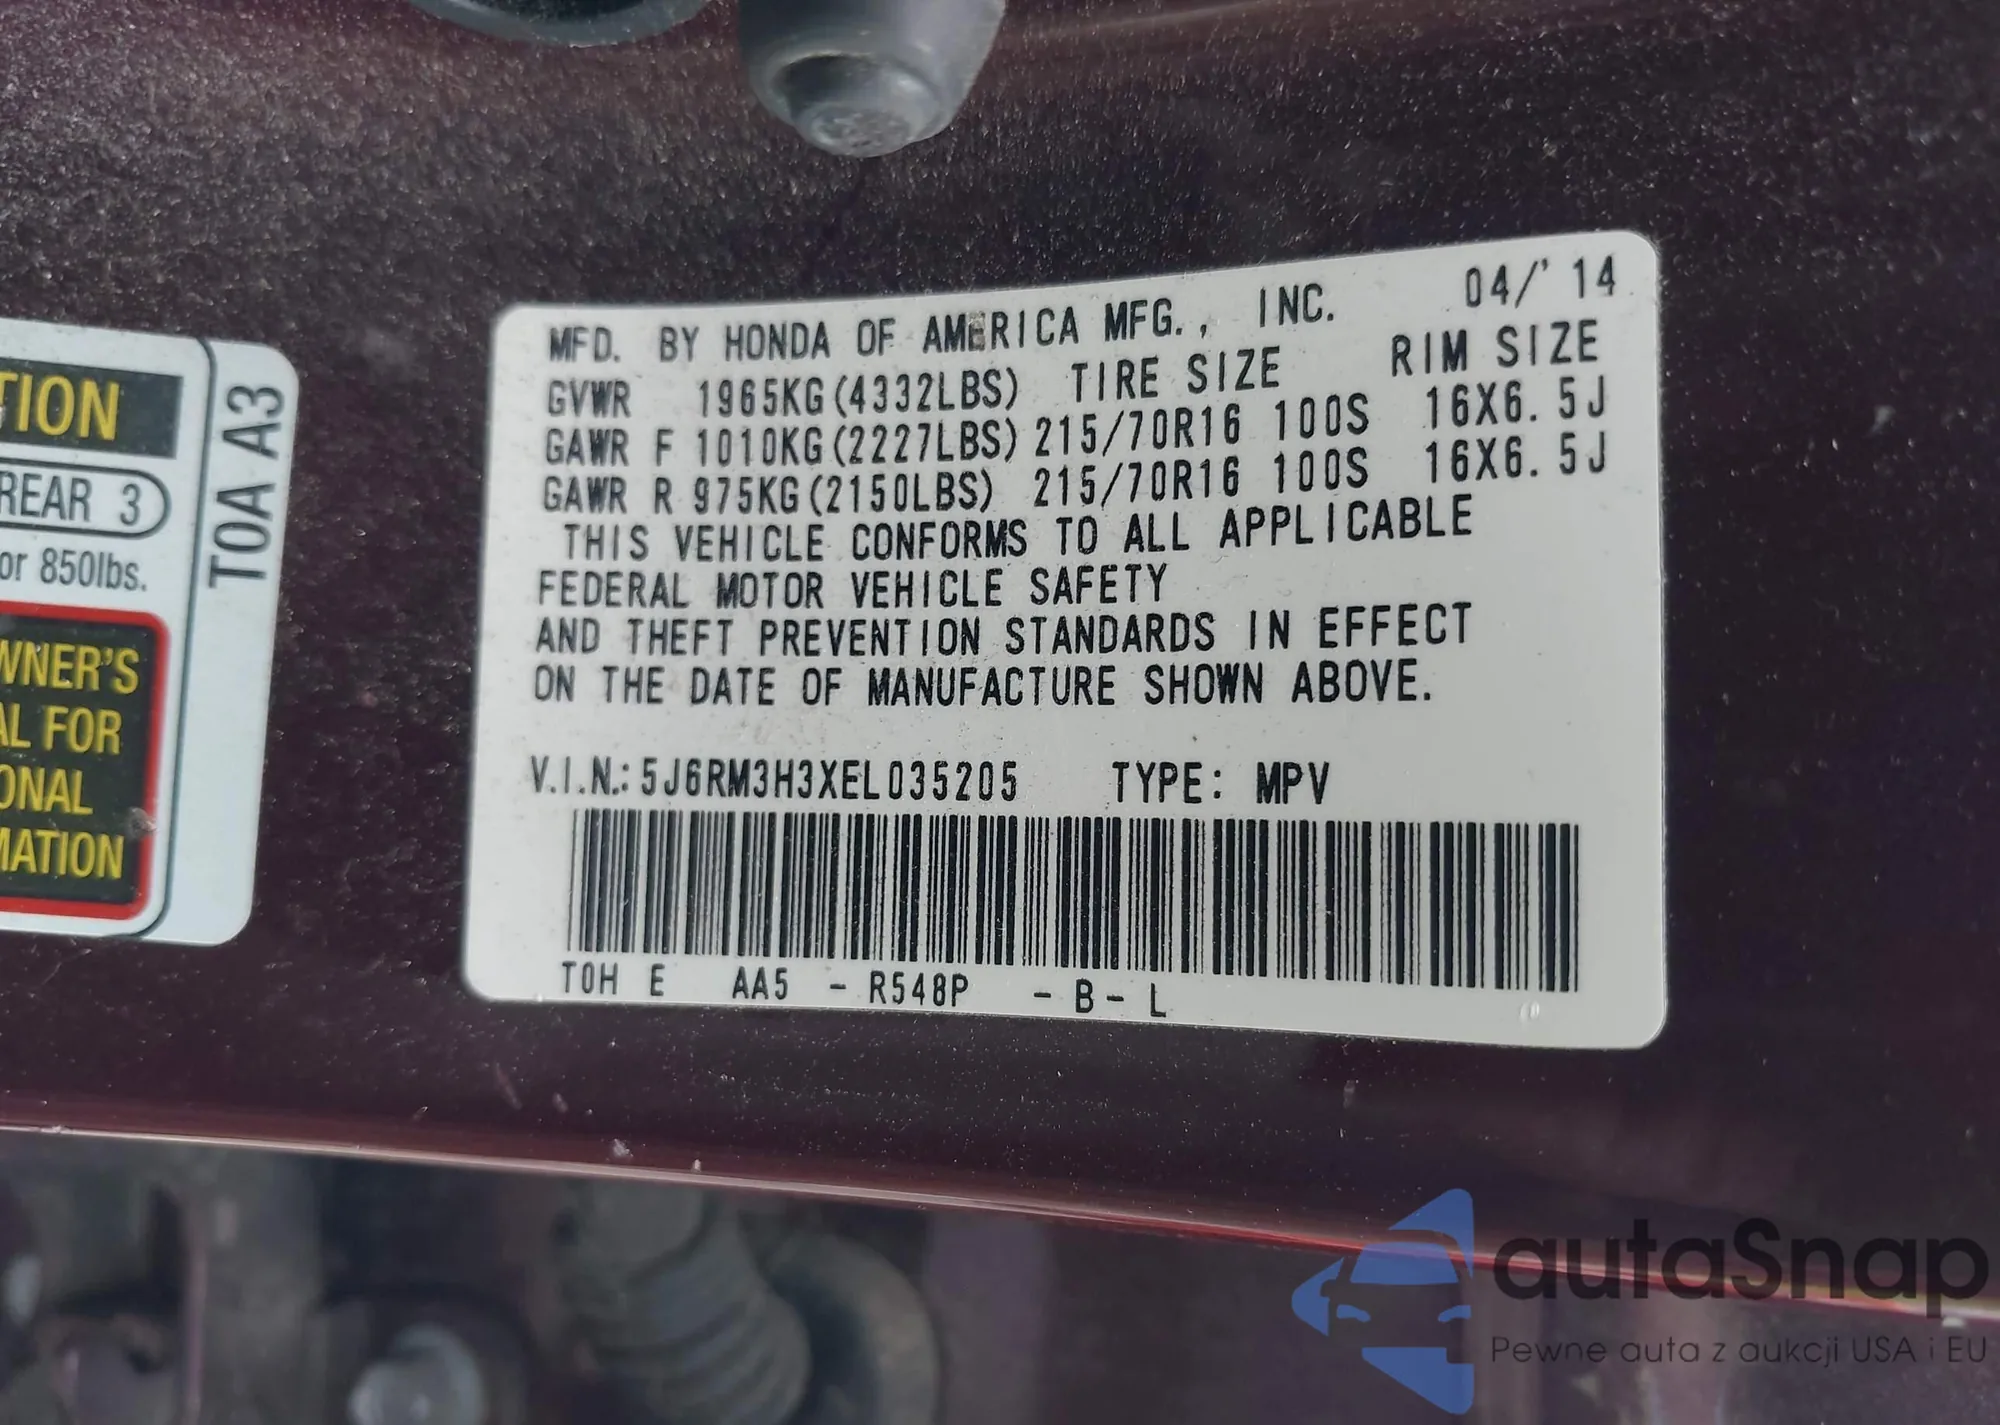 MFD. BY HONDA OF AMERICA MFG., INC. 04/'14
GVWR 1965KG(4332LBS) TIRE SIZE RIM SIZE
GAWR F 1010KG(2227LBS) 215/70R16 100S 16X6.5J
GAWR R 975KG(2150LBS) 215/70R16 100S 16X6.5J
THIS VEHICLE CONFORMS TO ALL APPLICABLE
FEDERAL MOTOR VEHICLE SAFETY
AND THEFT PREVENTION STANDARDS IN EFFECT
ON THE DATE OF MANUFACTURE SHOWN ABOVE.
V.I.N.: 5J6RM3H3XEL035205 TYPE: MPV
T0H E AA5 - R548P - B - L
TION
REAR 3
or 850lbs.
WNER'S
AL FOR
ONAL
MATION
T0A A3
autaSnap
Pewne auta z aukcji USA i EU